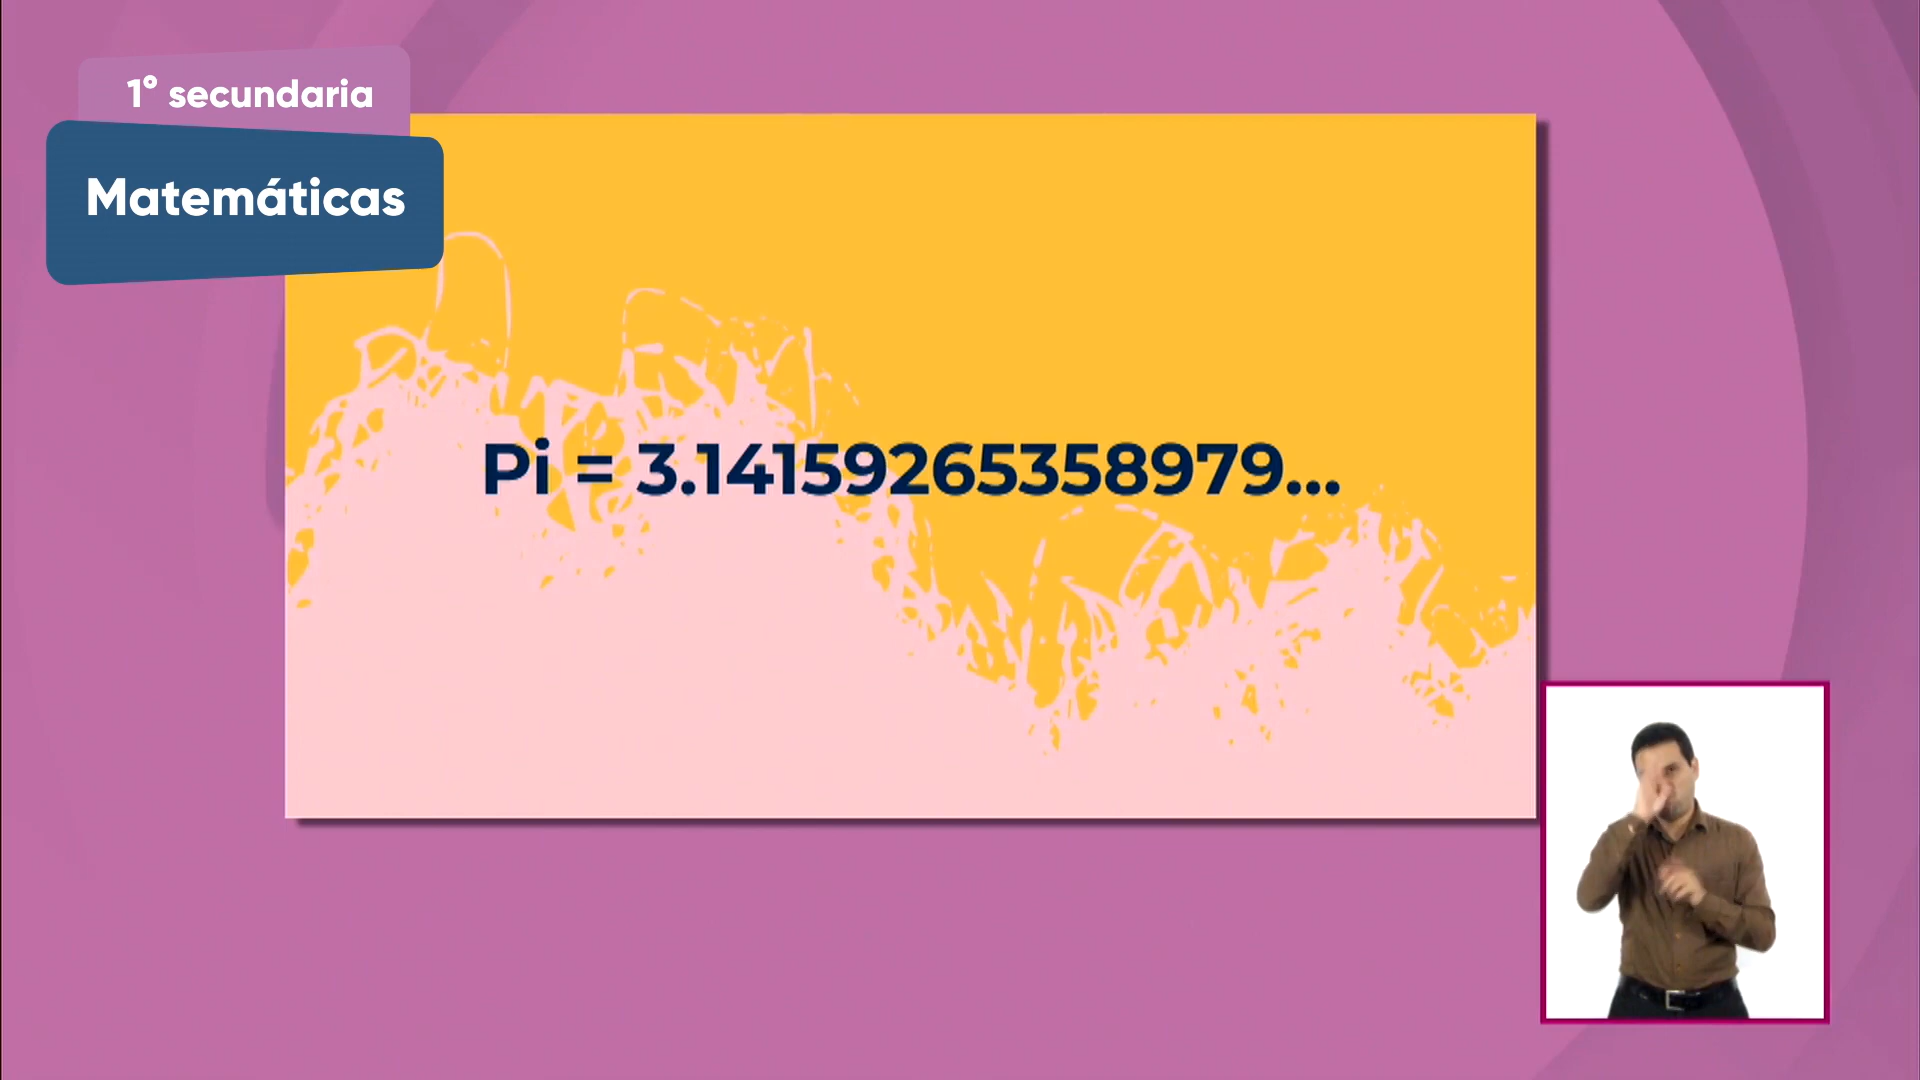 1° secundaria
Matemáticas
Pi = 3.14159265358979...